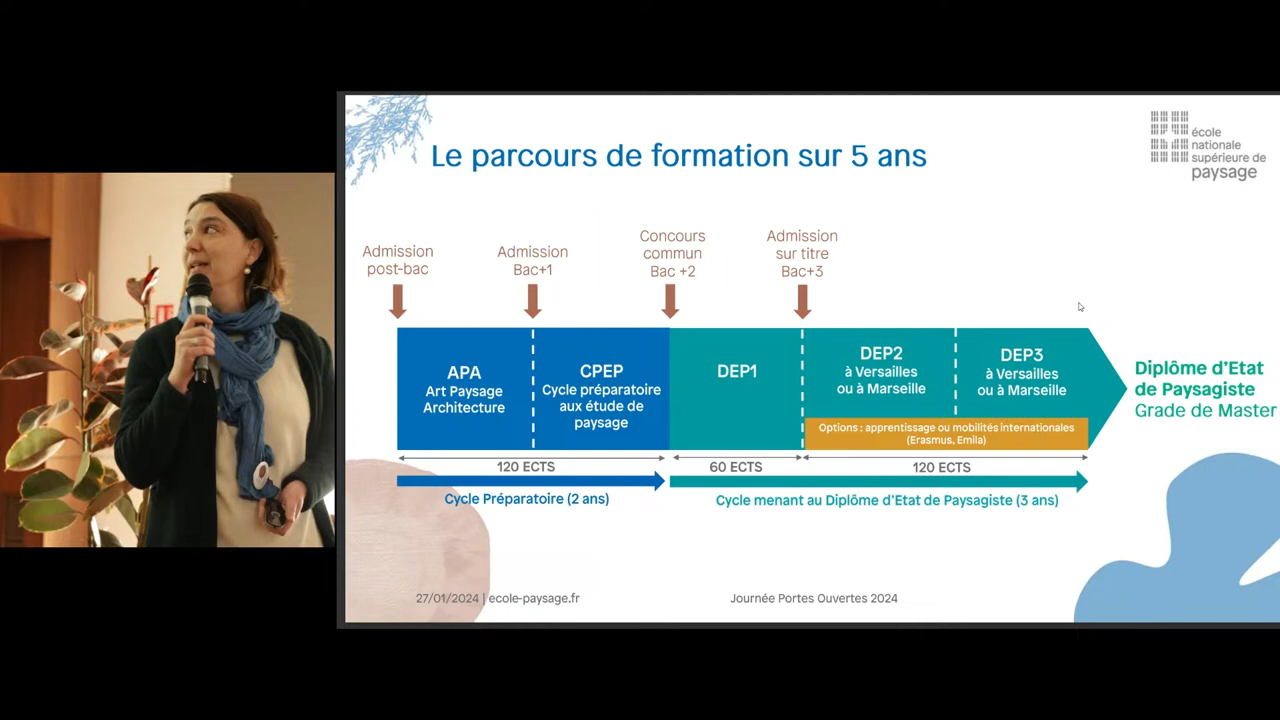 Le parcours de formation sur 5 ans
école
nationale
supérieure de
paysage
Admission
post-bac
Admission
Bac+1
Concours
commun
Bac +2
Admission
sur titre
Bac+3
APA
Art Paysage
Architecture
CPEP
Cycle préparatoire
aux étude de
paysage
DEP1
DEP2
à Versailles
ou à Marseille
DEP3
à Versailles
ou à Marseille
Options : apprentissage ou mobilités internationales
(Erasmus, Emila)
Diplôme d'Etat
de Paysagiste
Grade de Master
120 ECTS
60 ECTS
120 ECTS
Cycle Préparatoire (2 ans)
Cycle menant au Diplôme d'Etat de Paysagiste (3 ans)
27/01/2024 | ecole-paysage.fr
Journée Portes Ouvertes 2024